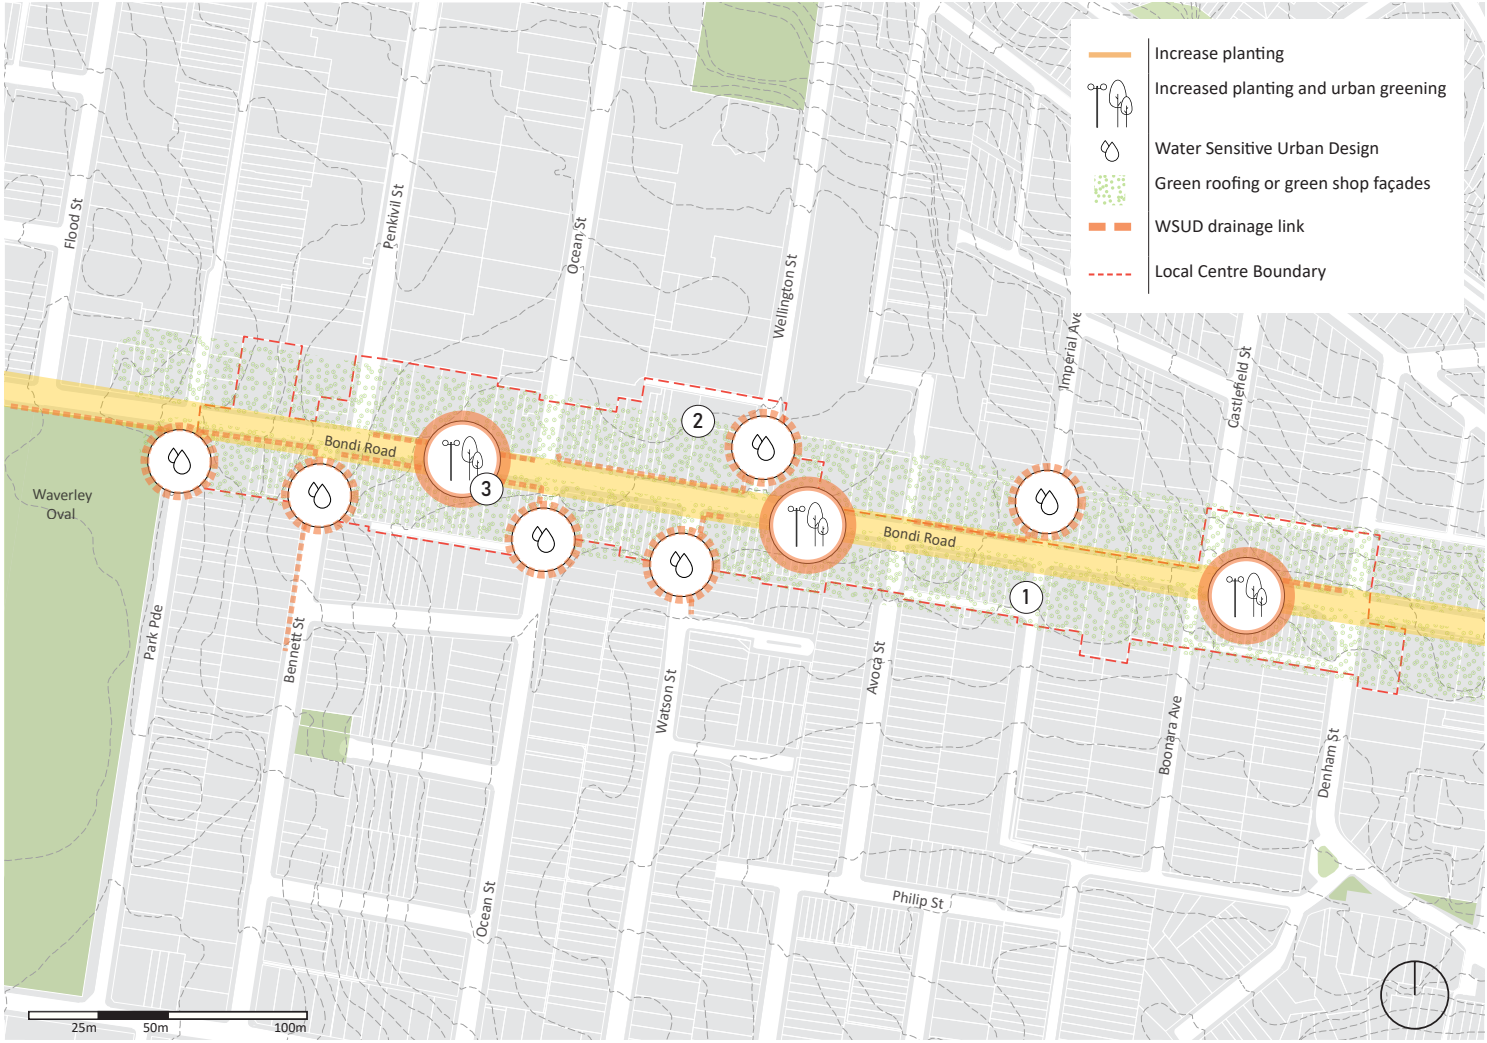 Increase planting
Increased planting and urban greening
Water Sensitive Urban Design
Green roofing or green shop façades
WSUD drainage link
Local Centre Boundary
Flood St
Penkivil St
Ocean St
Wellington St
Imperial Ave
Castlefield St
2
Bondi Road
3
Waverley
Oval
Bondi Road
1
Park Pde
Bennett St
Watson St
Avoca St
Boonara Ave
Denham St
Ocean St
Philip St
25m
50m
100m